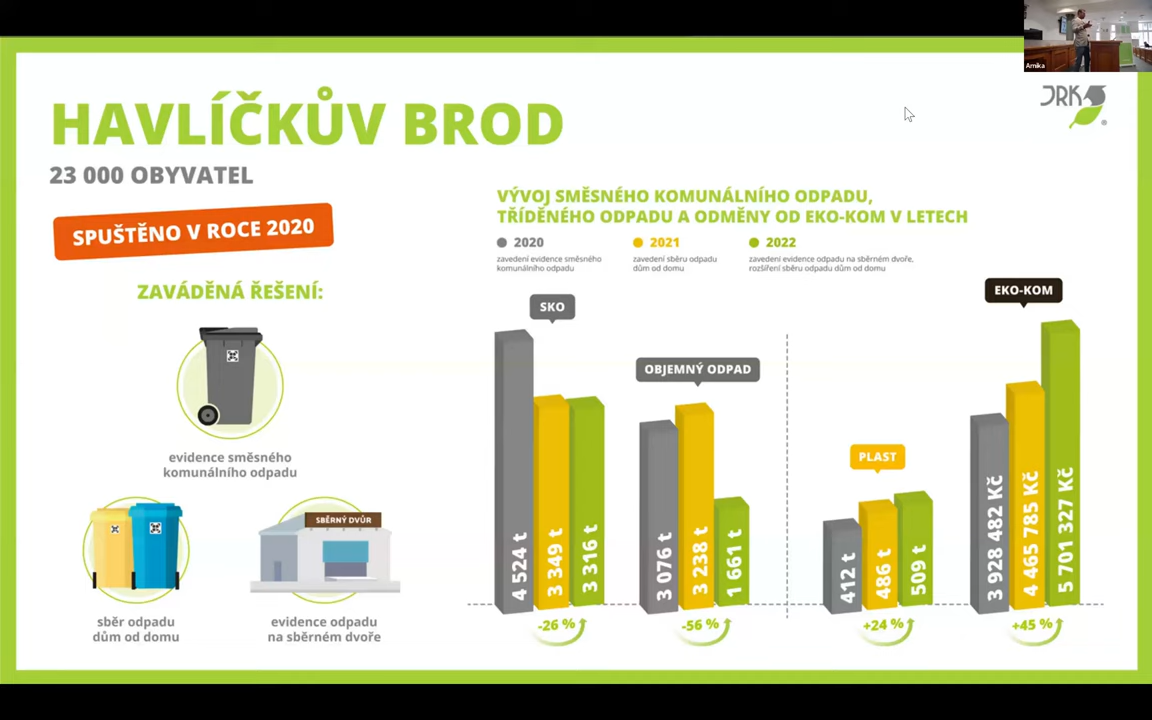 Arnika
JRK
HAVLÍČKŮV BROD
23 000 OBYVATEL
SPUŠTĚNO V ROCE 2020
ZAVÁDĚNÁ ŘEŠENÍ:
evidence směsného
komunálního odpadu
SBĚRNÝ DVŮR
sběr odpadu
dům od domu
evidence odpadu
na sběrném dvoře
VÝVOJ SMĚSNÉHO KOMUNÁLNÍHO ODPADU,
TŘÍDĚNÉHO ODPADU A ODMĚNY OD EKO-KOM V LETECH
2020
zavedení evidence směsného
komunálního odpadu
2021
zavedení sběru odpadu
dům od domu
2022
zavedení evidence odpadu na sběrném dvoře,
rozšíření sběru odpadu dům od domu
SKO
4 524 t
3 349 t
3 316 t
-26 %
OBJEMNÝ ODPAD
3 076 t
3 238 t
1 661 t
-56 %
PLAST
412 t
486 t
509 t
+24 %
EKO-KOM
3 928 482 Kč
4 465 785 Kč
5 701 327 Kč
+45 %